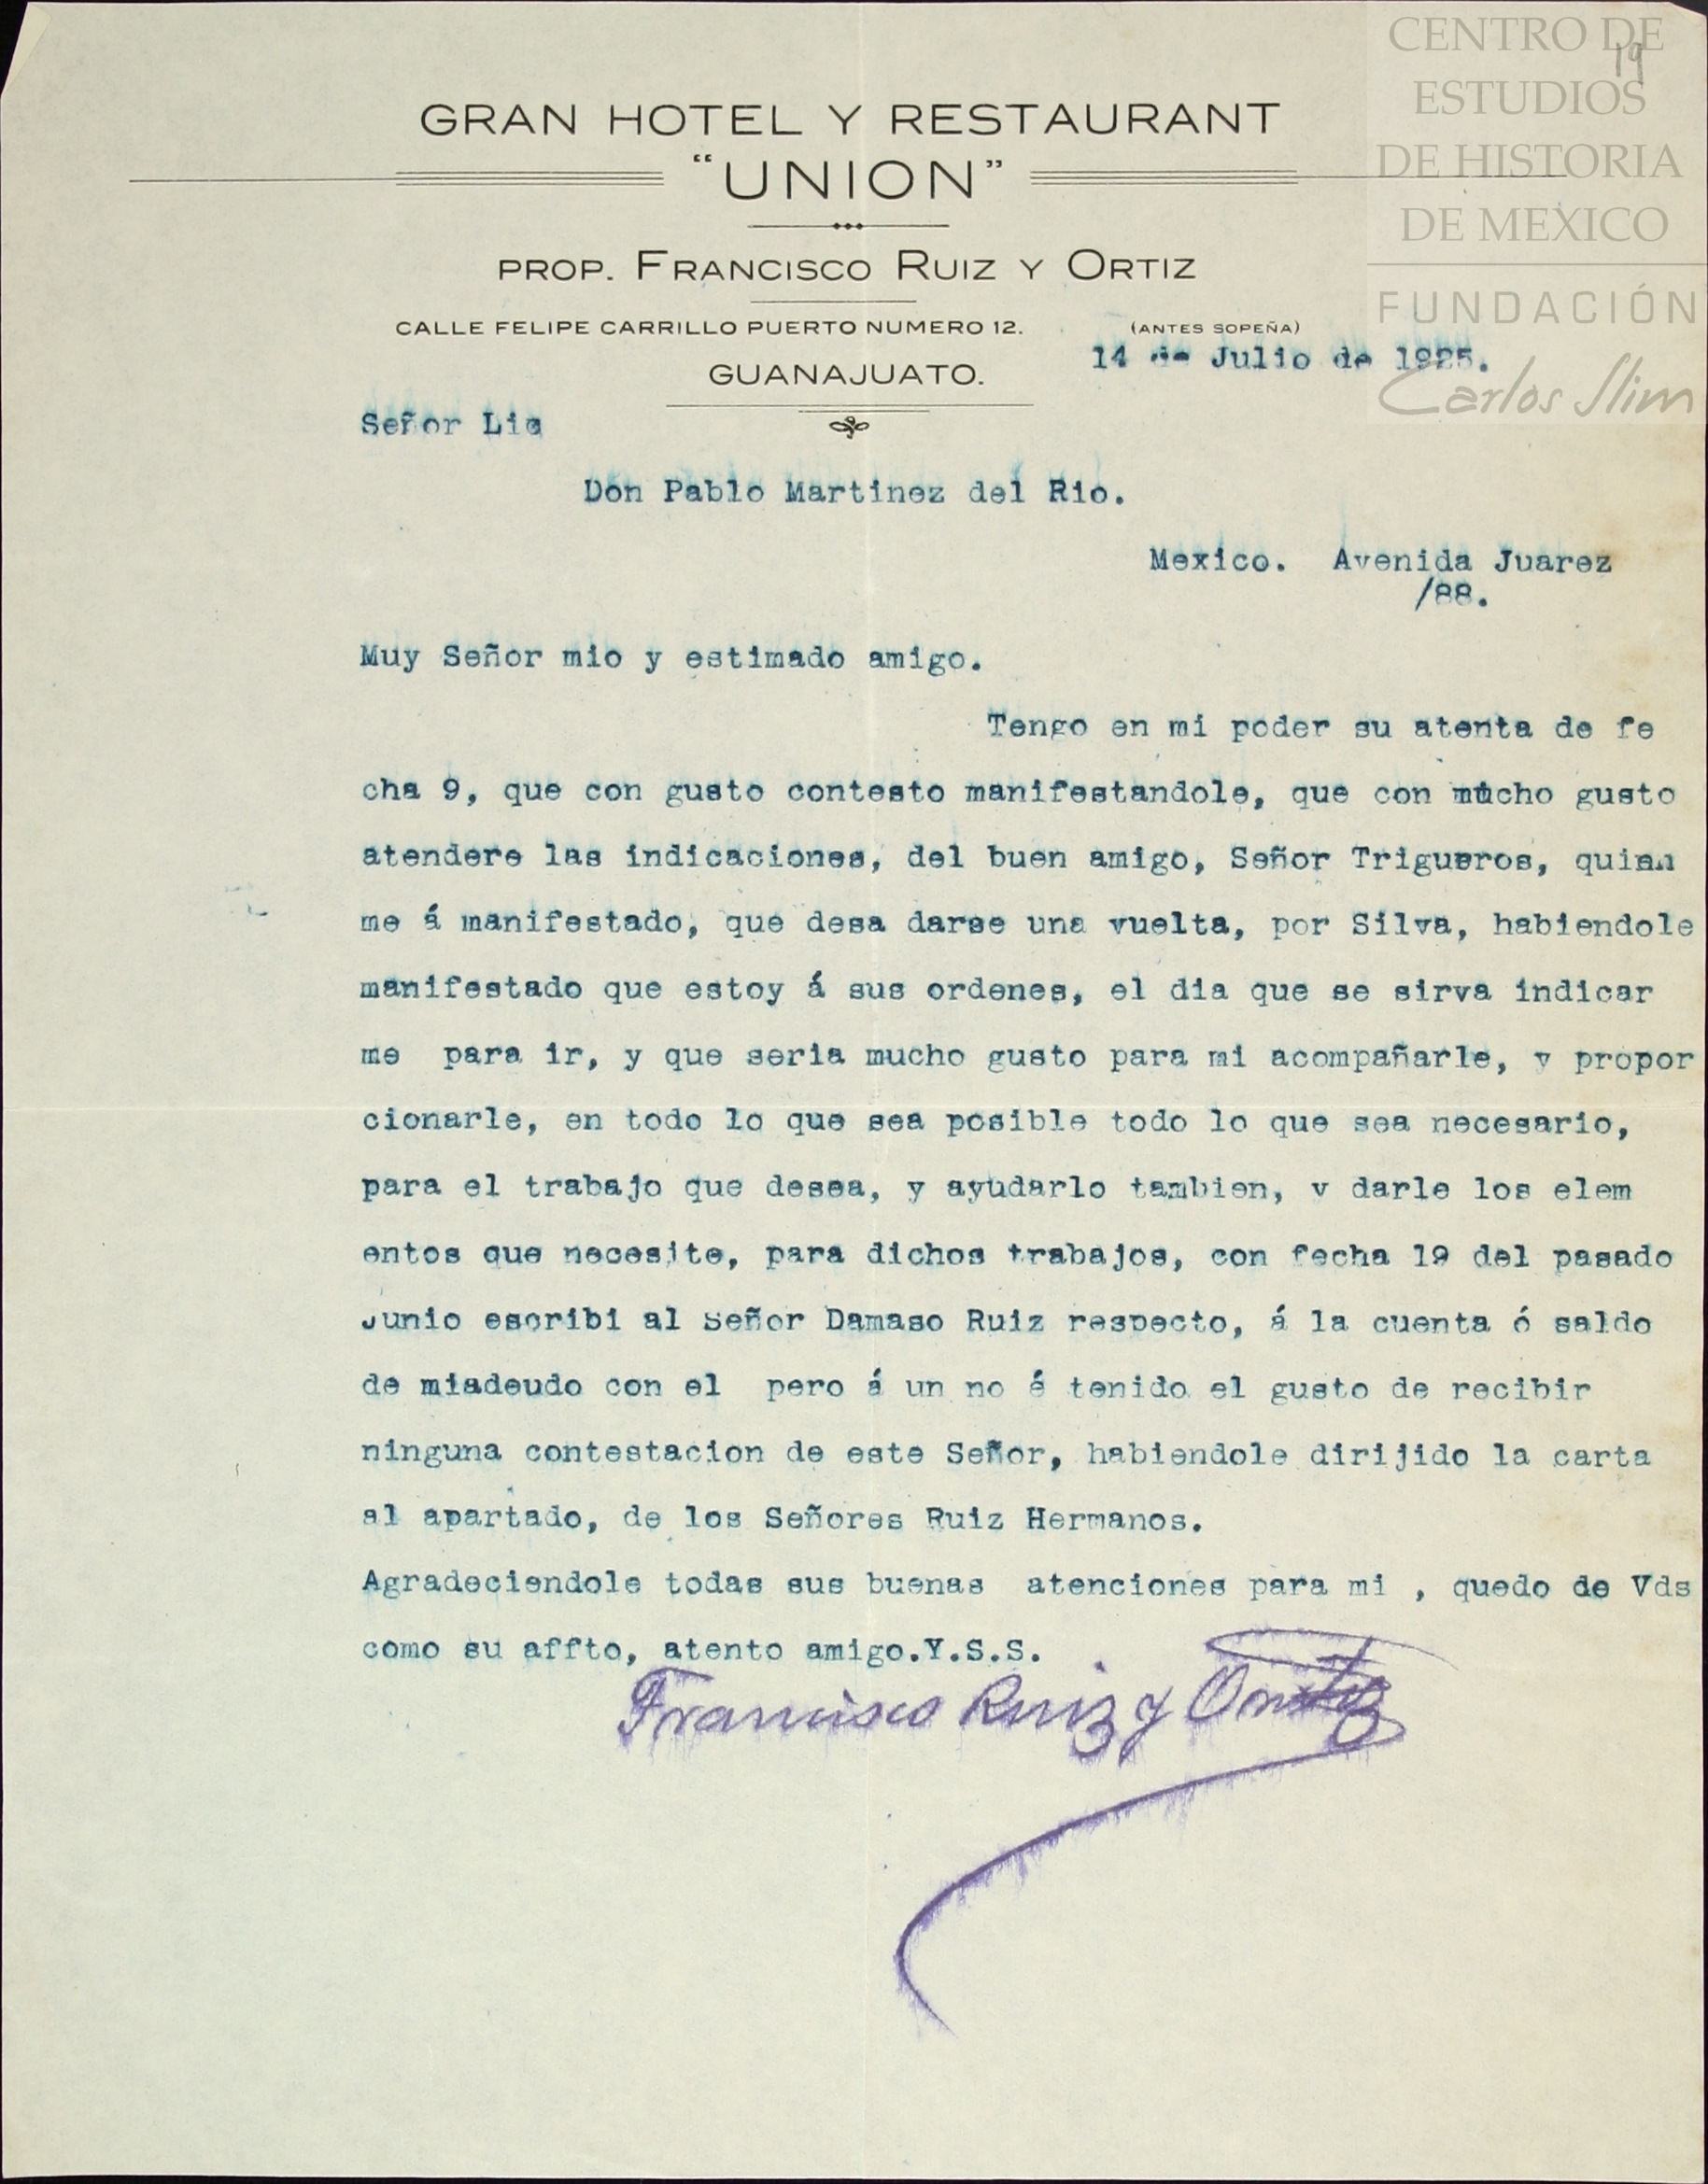 CENTRO DE
ESTUDIOS
DE HISTORIA
DE MEXICO
FUNDACIÓN
Carlos Slim
19
GRAN HOTEL Y RESTAURANT
“UNION”
PROP. FRANCISCO RUIZ Y ORTIZ
CALLE FELIPE CARRILLO PUERTO NUMERO 12. (ANTES SOPEÑA)
14 de Julio de 1925.
GUANAJUATO.
Señor Lic
Don Pablo Martinez del Rio.
Mexico. Avenida Juarez
/88.
Muy Señor mio y estimado amigo.
Tengo en mi poder su atenta de fe
cha 9, que con gusto contesto manifestandole, que con mucho gusto
atendere las indicaciones, del buen amigo, Señor Trigueros, quien
me á manifestado, que desa darse una vuelta, por Silva, habiendole
manifestado que estoy á sus ordenes, el dia que se sirva indicar
me para ir, y que seria mucho gusto para mi acompañarle, y propor
cionarle, en todo lo que sea posible todo lo que sea necesario,
para el trabajo que desea, y ayudarlo tambien, y darle los elem
entos que necesite, para dichos trabajos, con fecha 19 del pasado
Junio escribi al Señor Damaso Ruiz respecto, á la cuenta ó saldo
de miadeudo con el pero á un no é tenido el gusto de recibir
ninguna contestacion de este Señor, habiendole dirijido la carta
al apartado, de los Señores Ruiz Hermanos.
Agradeciendole todas sus buenas atenciones para mi , quedo de Vds
como su affto, atento amigo.Y.S.S.
Francisco Ruiz y Ortiz